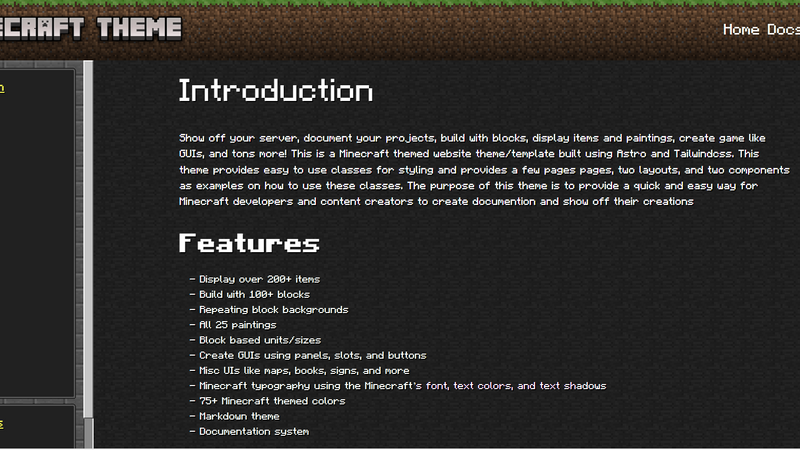 ECRAFT THEME
Home Docs
n
Introduction
Show off your server, document your projects, build with blocks, display items and paintings, create game like
GUIs, and tons more! This is a Minecraft themed website theme/template built using Astro and Tailwindcss. This
theme provides easy to use classes for styling and provides a few pages pages, two layouts, and two components
as examples on how to use these classes. The purpose of this theme is to provide a quick and easy way for
Minecraft developers and content creators to create documention and show off their creations
Features
- Display over 200+ items
- Build with 100+ blocks
- Repeating block backgrounds
- All 25 paintings
- Block based units/sizes
- Create GUIs using panels, slots, and buttons
- Misc UIs like maps, books, signs, and more
- Minecraft typography using the Minecraft's font, text colors, and text shadows
- 75+ Minecraft themed colors
- Markdown theme
- Documentation system
s